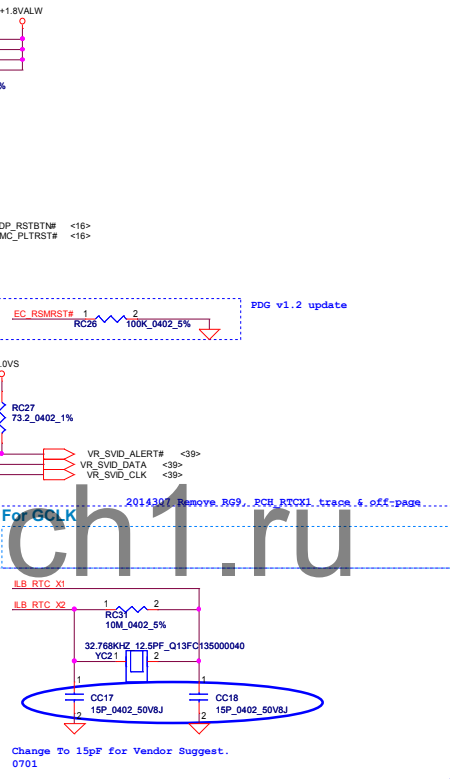 +1.8VALW
%
DP_RSTBTN# <16>
MC_PLTRST# <16>
PDG v1.2 update
EC_RSMRST# 1 2
RC26 100K_0402_5%
.0VS
RC27
73.2_0402_1%
VR_SVID_ALERT# <39>
VR_SVID_DATA <39>
VR_SVID_CLK <39>
2014307 Remove RG9, PCH_RTCX1 trace & off-page
For GCLK
ch1.ru
ILB_RTC_X1
ILB_RTC_X2 1 2
RC31
10M_0402_5%
32.768KHZ_12.5PF_Q13FC135000040
YC2 1 2
1 1
CC17 CC18
15P_0402_50V8J 15P_0402_50V8J
2 2
Change To 15pF for Vendor Suggest.
0701